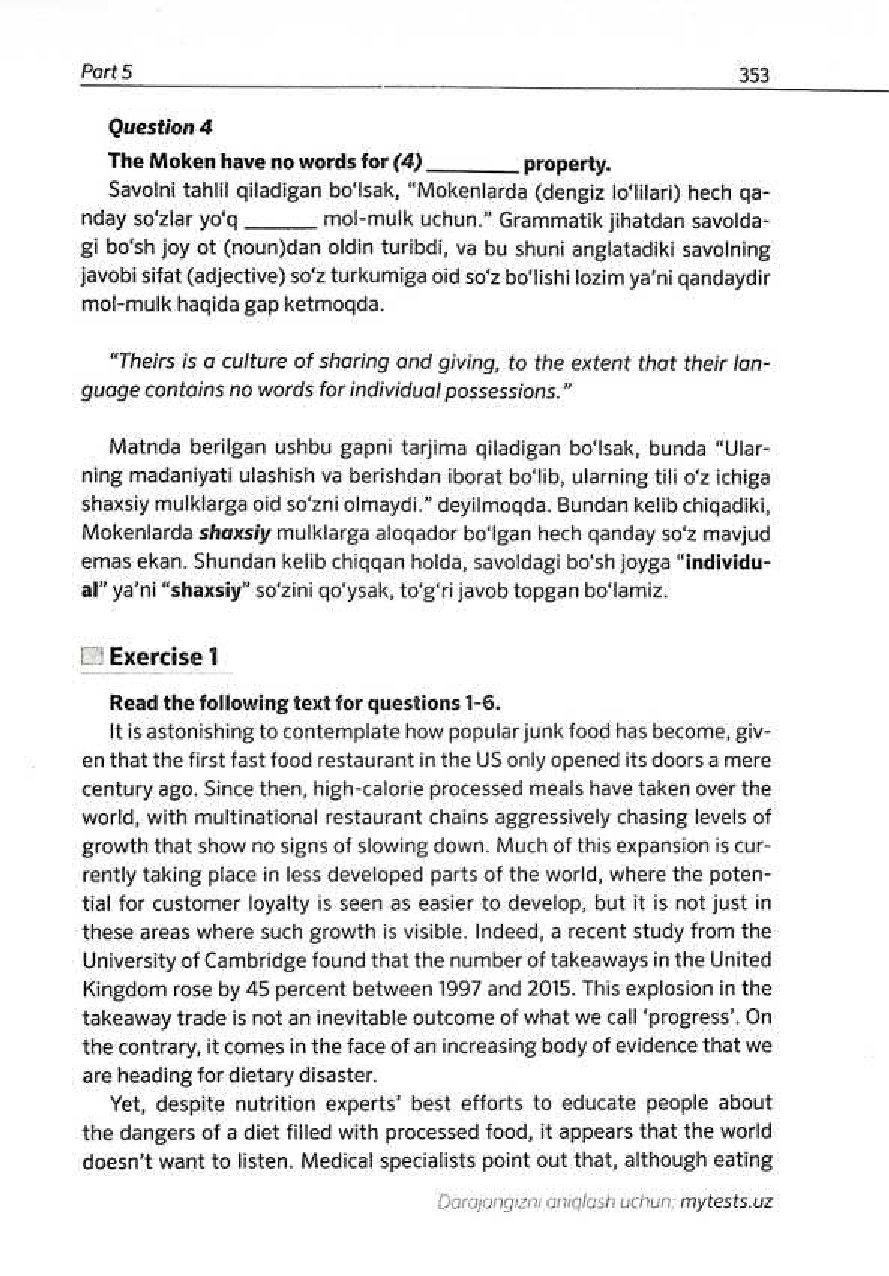 Part 5 353
Question 4
The Moken have no words for (4)________ property.
Savolni tahlil qiladigan bo'lsak, "Mokenlarda (dengiz lo'lilari) hech qa-
nday so'zlar yo'q ______ mol-mulk uchun." Grammatik jihatdan savolda-
gi bo'sh joy ot (noun)dan oldin turibdi, va bu shuni anglatadiki savolning
javobi sifat (adjective) so'z turkumiga oid so'z bo'lishi lozim ya'ni qandaydir
mol-mulk haqida gap ketmoqda.
"Theirs is a culture of sharing and giving, to the extent that their lan-
guage contains no words for individual possessions."
Matnda berilgan ushbu gapni tarjima qiladigan bo'lsak, bunda "Ular-
ning madaniyati ulashish va berishdan iborat bo'lib, ularning tili o'z ichiga
shaxsiy mulklarga oid so'zni olmaydi." deyilmoqda. Bundan kelib chiqadiki,
Mokenlarda shaxsiy mulklarga aloqador bo'lgan hech qanday so'z mavjud
emas ekan. Shundan kelib chiqqan holda, savoldagi bo'sh joyga "individu-
al" ya'ni "shaxsiy" so'zini qo'ysak, to'g'ri javob topgan bo'lamiz.
Exercise 1
Read the following text for questions 1-6.
It is astonishing to contemplate how popular junk food has become, giv-
en that the first fast food restaurant in the US only opened its doors a mere
century ago. Since then, high-calorie processed meals have taken over the
world, with multinational restaurant chains aggressively chasing levels of
growth that show no signs of slowing down. Much of this expansion is cur-
rently taking place in less developed parts of the world, where the poten-
tial for customer loyalty is seen as easier to develop, but it is not just in
these areas where such growth is visible. Indeed, a recent study from the
University of Cambridge found that the number of takeaways in the United
Kingdom rose by 45 percent between 1997 and 2015. This explosion in the
takeaway trade is not an inevitable outcome of what we call 'progress'. On
the contrary, it comes in the face of an increasing body of evidence that we
are heading for dietary disaster.
Yet, despite nutrition experts' best efforts to educate people about
the dangers of a diet filled with processed food, it appears that the world
doesn't want to listen. Medical specialists point out that, although eating
Darajangizni aniqlash uchun: mytests.uz